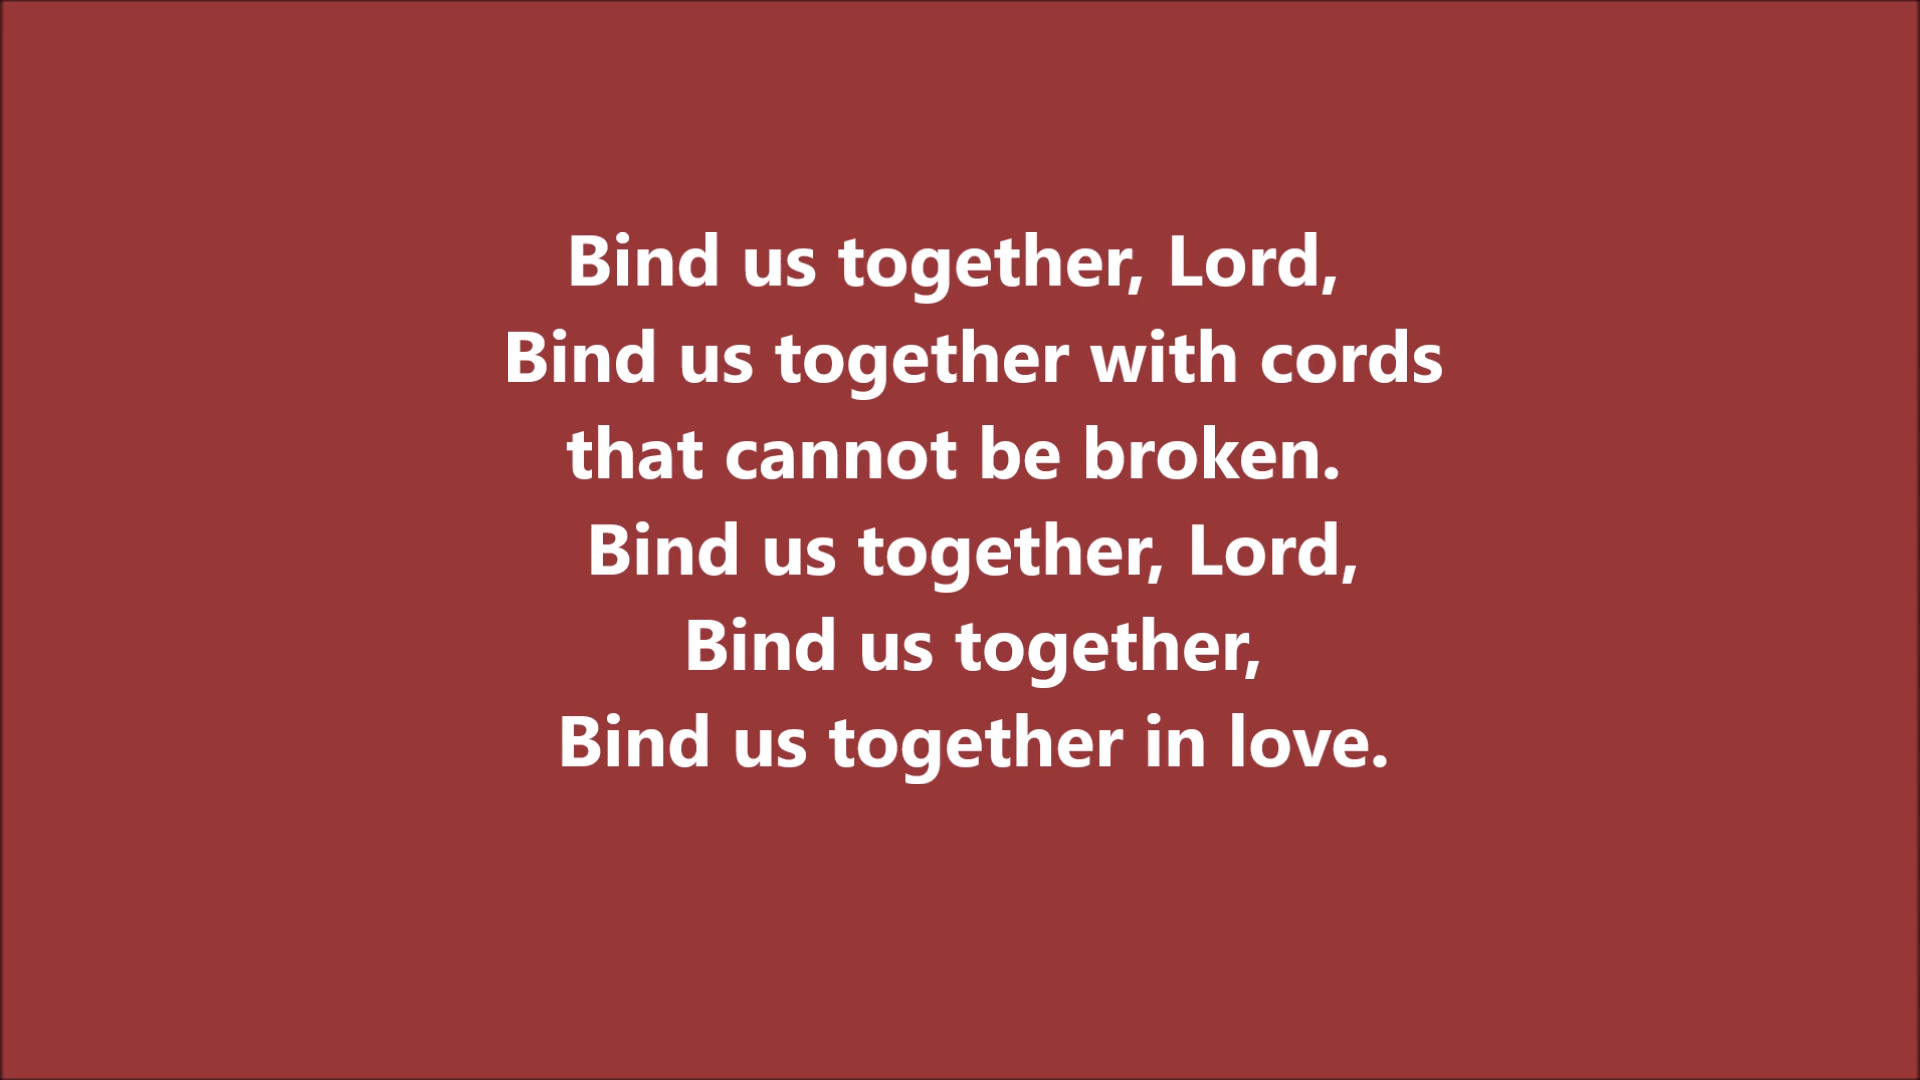 Bind us together, Lord,
Bind us together with cords
that cannot be broken.
Bind us together, Lord,
Bind us together,
Bind us together in love.